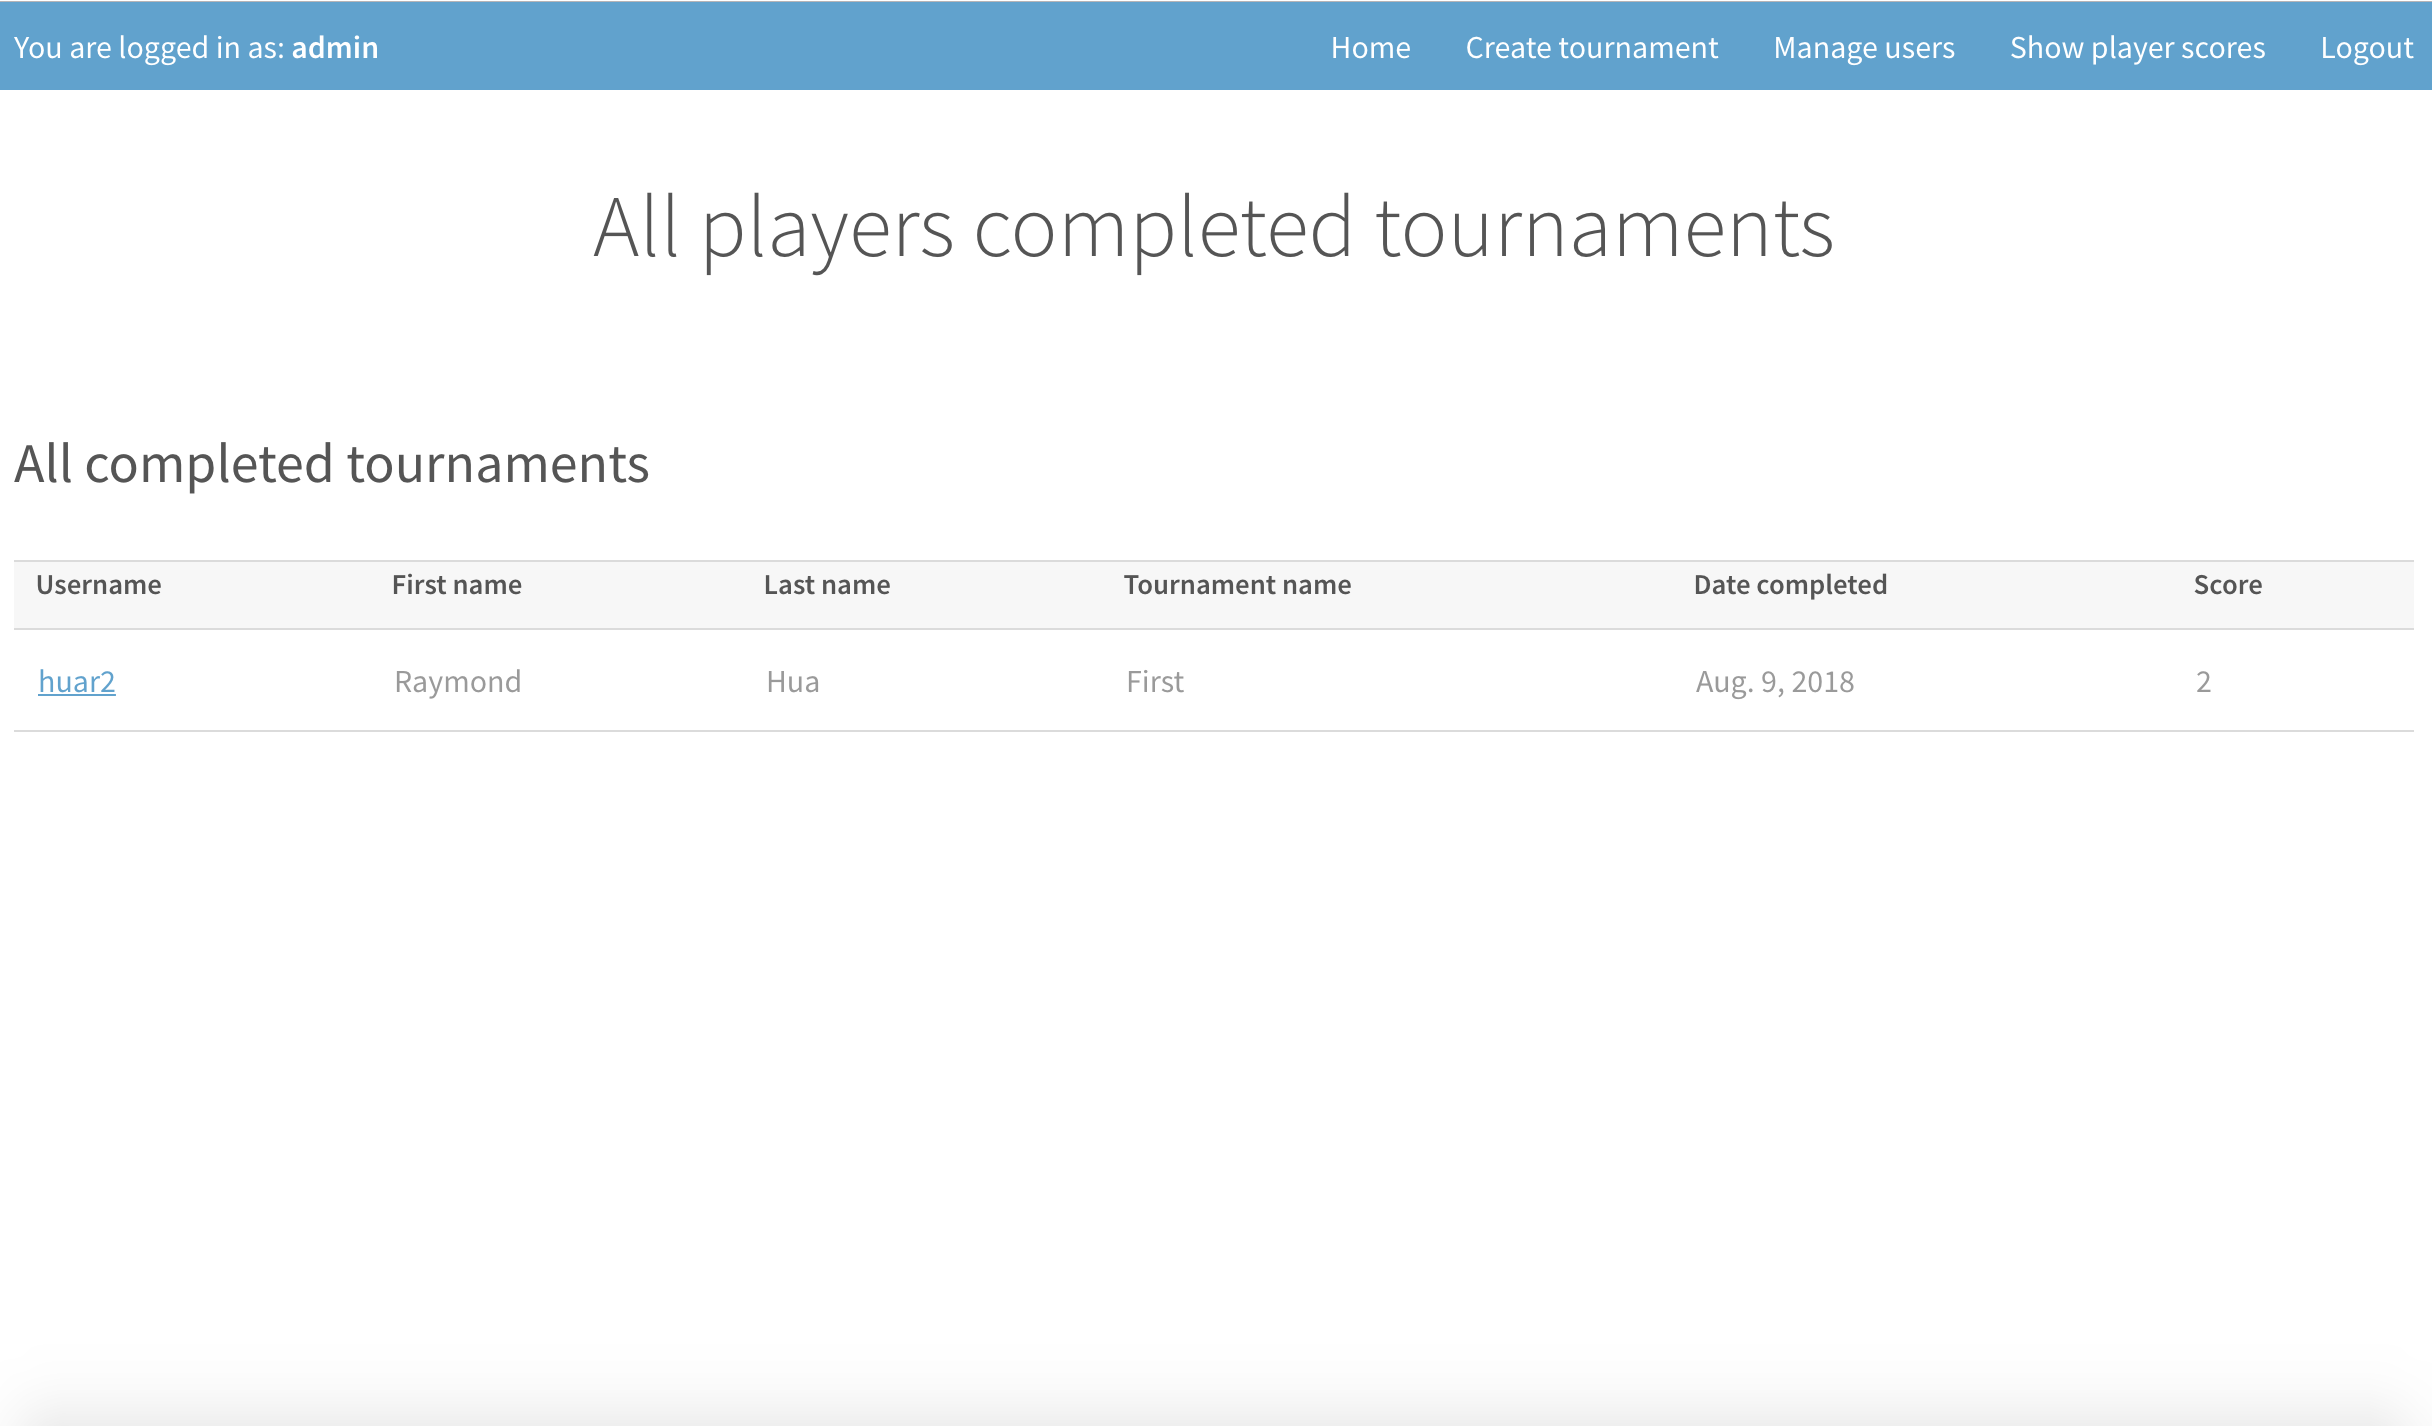 You are logged in as: admin Home Create tournament Manage users Show player scores Logout
All players completed tournaments
All completed tournaments
Username First name Last name Tournament name Date completed Score
huar2 Raymond Hua First Aug. 9, 2018 2